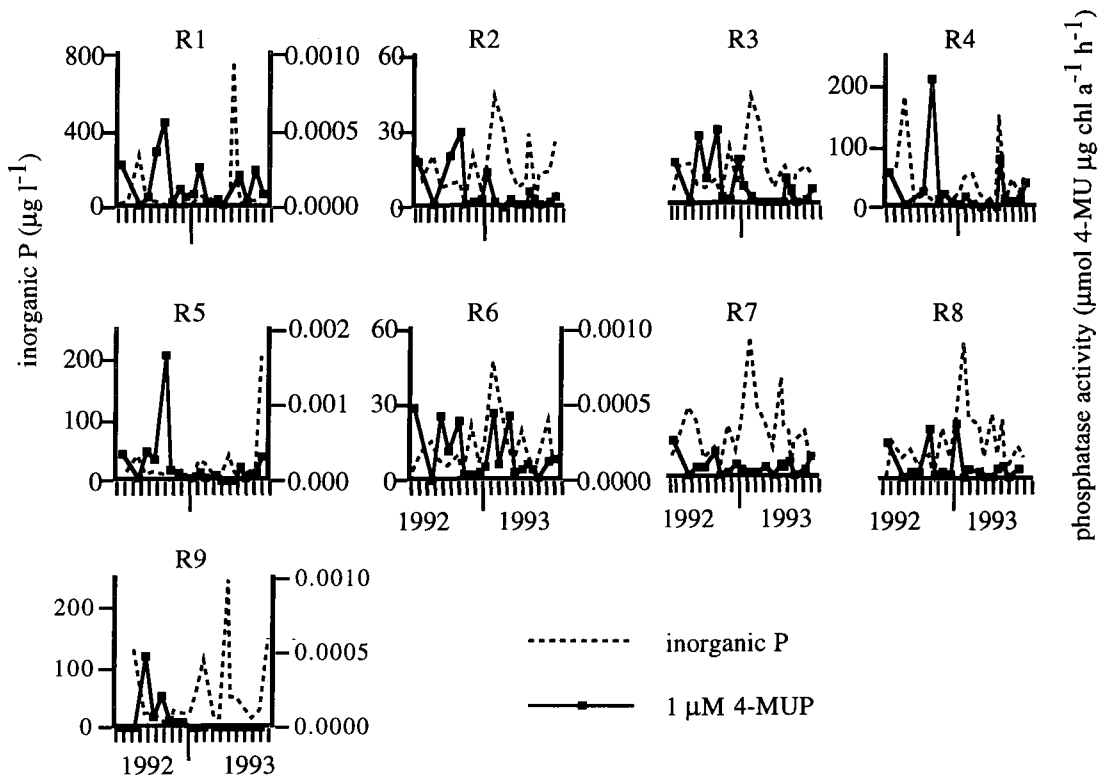 R1
R2
R3
R4
800
400
0
0.0010
0.0005
0.0000
60
30
0
200
100
0
inorganic P (µg l⁻¹)
phosphatase activity (µmol 4-MU µg chl a⁻¹ h⁻¹)
R5
R6
R7
R8
200
100
0
0.002
0.001
0.000
60
30
0
0.0010
0.0005
0.0000
1992 1993
1992 1993
1992 1993
R9
200
100
0
0.0010
0.0005
0.0000
1992 1993
inorganic P
1 µM 4-MUP